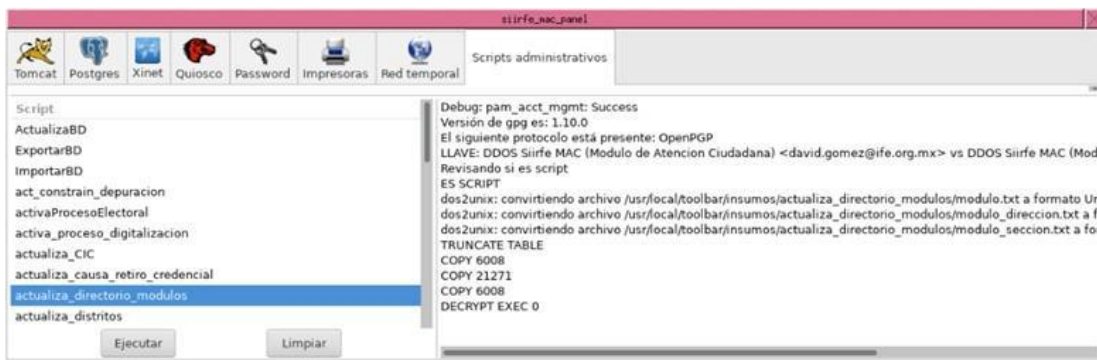 siirfe_mac_panel
Tomcat Postgres Xinet Quiosco Password Impresoras Red temporal Scripts administrativos
Script
ActualizaBD
ExportarBD
ImportarBD
act_constrain_depuracion
activaProcesoElectoral
activa_proceso_digitalizacion
actualiza_CIC
actualiza_causa_retiro_credencial
actualiza_directorio_modulos
actualiza_distritos
Ejecutar Limpiar
Debug: pam_acct_mgmt: Success
Versión de gpg es: 1.10.0
El siguiente protocolo está presente: OpenPGP
LLAVE: DDOS Siirfe MAC (Modulo de Atencion Ciudadana) <david.gomez@ife.org.mx> vs DDOS Siirfe MAC (Mod
Revisando si es script
ES SCRIPT
dos2unix: convirtiendo archivo /usr/local/toolbar/insumos/actualiza_directorio_modulos/modulo.txt a formato Un
dos2unix: convirtiendo archivo /usr/local/toolbar/insumos/actualiza_directorio_modulos/modulo_direccion.txt a f
dos2unix: convirtiendo archivo /usr/local/toolbar/insumos/actualiza_directorio_modulos/modulo_seccion.txt a fo
TRUNCATE TABLE
COPY 6008
COPY 21271
COPY 6008
DECRYPT EXEC 0